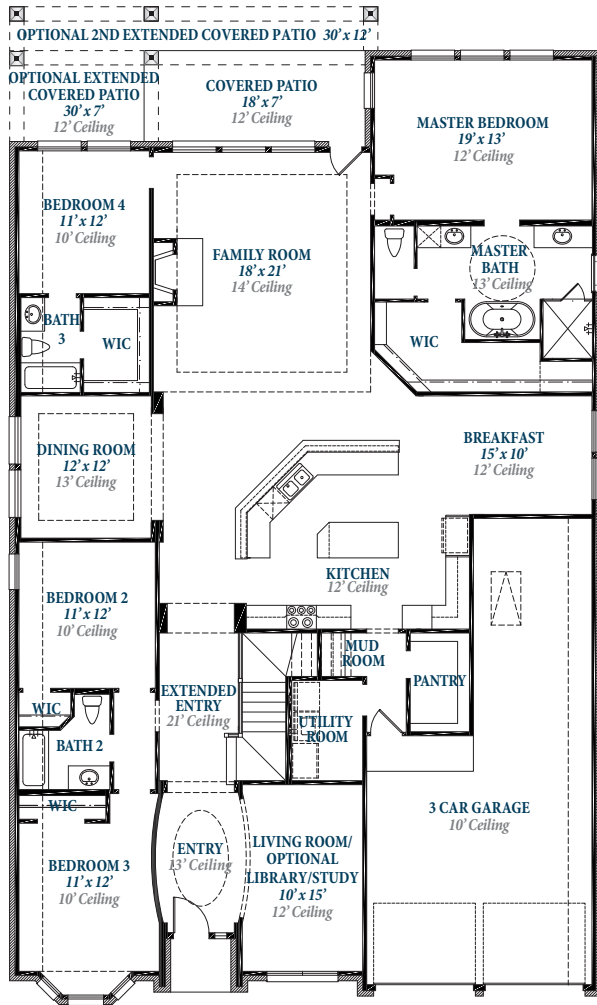 OPTIONAL 2ND EXTENDED COVERED PATIO 30' x 12'
OPTIONAL EXTENDED
COVERED PATIO
30' x 7'
12' Ceiling
COVERED PATIO
18' x 7'
12' Ceiling
MASTER BEDROOM
19' x 13'
12' Ceiling
BEDROOM 4
11' x 12'
10' Ceiling
FAMILY ROOM
18' x 21'
14' Ceiling
MASTER
BATH
13' Ceiling
BATH
3
WIC
WIC
DINING ROOM
12' x 12'
13' Ceiling
BREAKFAST
15' x 10'
12' Ceiling
KITCHEN
12' Ceiling
BEDROOM 2
11' x 12'
10' Ceiling
MUD
ROOM
PANTRY
EXTENDED
ENTRY
21' Ceiling
UTILITY
ROOM
WIC
BATH 2
WIC
3 CAR GARAGE
10' Ceiling
ENTRY
13' Ceiling
LIVING ROOM/
OPTIONAL
LIBRARY/STUDY
10' x 15'
12' Ceiling
BEDROOM 3
11' x 12'
10' Ceiling